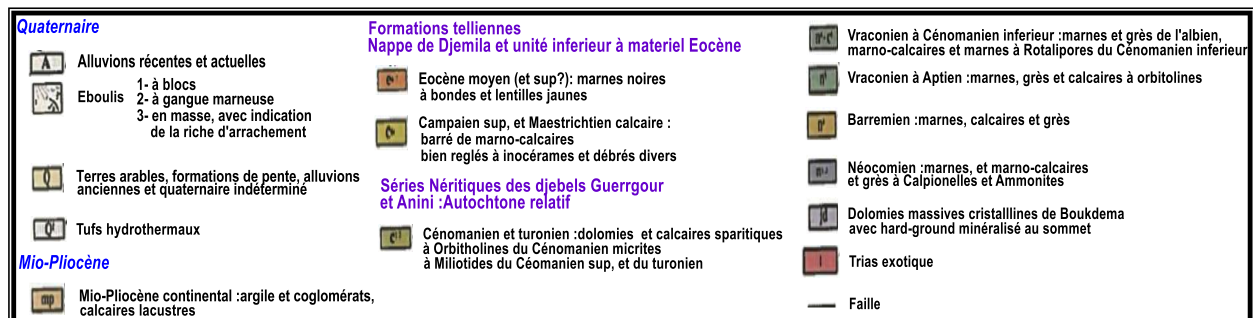 Quaternaire
A
Alluvions récentes et actuelles
Eboulis
1- à blocs
2- à gangue marneuse
3- en masse, avec indication
de la riche d'arrachement
Q
Terres arables, formations de pente, alluvions
anciennes et quaternaire indéterminé
Tufs hydrothermaux
Mio-Pliocène
mp
Mio-Pliocène continental :argile et coglomérats,
calcaires lacustres
Formations telliennes
Nappe de Djemila et unité inferieur à materiel Eocène
Eocène moyen (et sup?): marnes noires
à bondes et lentilles jaunes
Campaien sup, et Maestrichtien calcaire :
barré de marno-calcaires
bien reglés à inocérames et débrés divers
Séries Néritiques des djebels Guerrgour
et Anini :Autochtone relatif
Cénomanien et turonien :dolomies et calcaires sparitiques
à Orbitholines du Cénomanien micrites
à Miliotides du Céomanien sup, et du turonien
Vraconien à Cénomanien inferieur :marnes et grès de l'albien,
marno-calcaires et marnes à Rotalipores du Cénomanien inferieur
Vraconien à Aptien :marnes, grès et calcaires à orbitolines
Barremien :marnes, calcaires et grès
Néocomien :marnes, et marno-calcaires
et grès à Calpionelles et Ammonites
Dolomies massives cristalllines de Boukdema
avec hard-ground minéralisé au sommet
Trias exotique
Faille